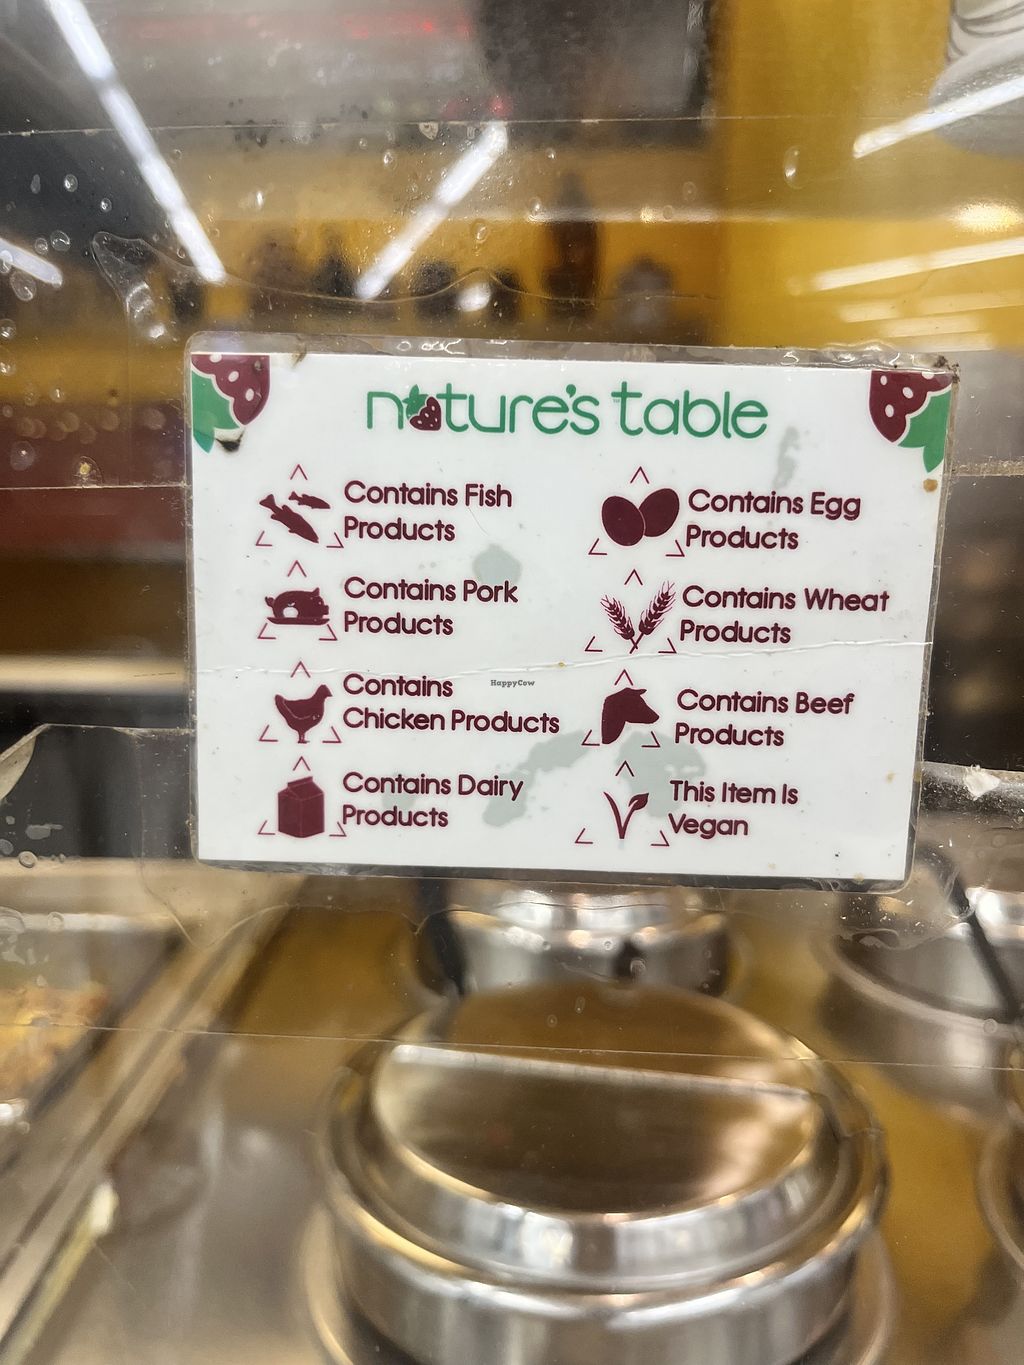 nature's table
Contains Fish
Products
Contains Pork
Products
Contains
Chicken Products
Contains Dairy
Products
Contains Egg
Products
Contains Wheat
Products
Contains Beef
Products
This Item Is
Vegan
HappyCow